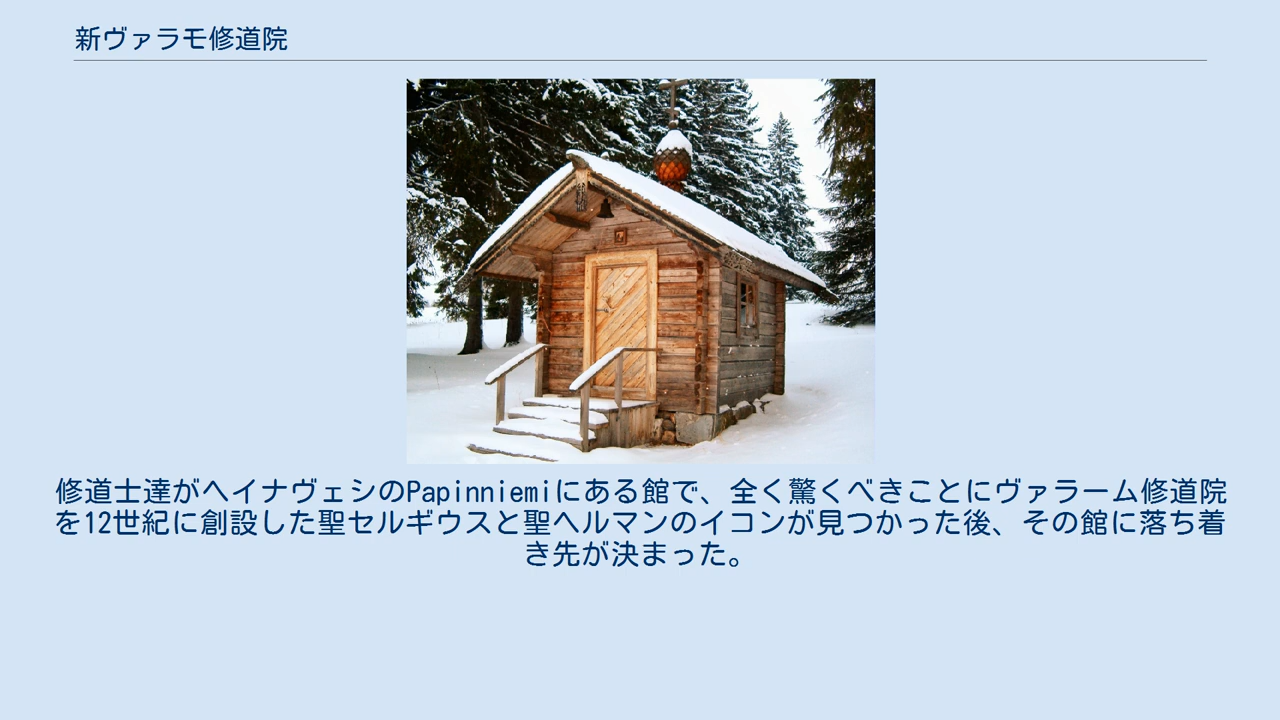 新ヴァラモ修道院
修道士達がヘイナヴェシのPapinniemiにある館で、全く驚くべきことにヴァラーム修道院
を12世紀に創設した聖セルギウスと聖ヘルマンのイコンが見つかった後、その館に落ち着
き先が決まった。